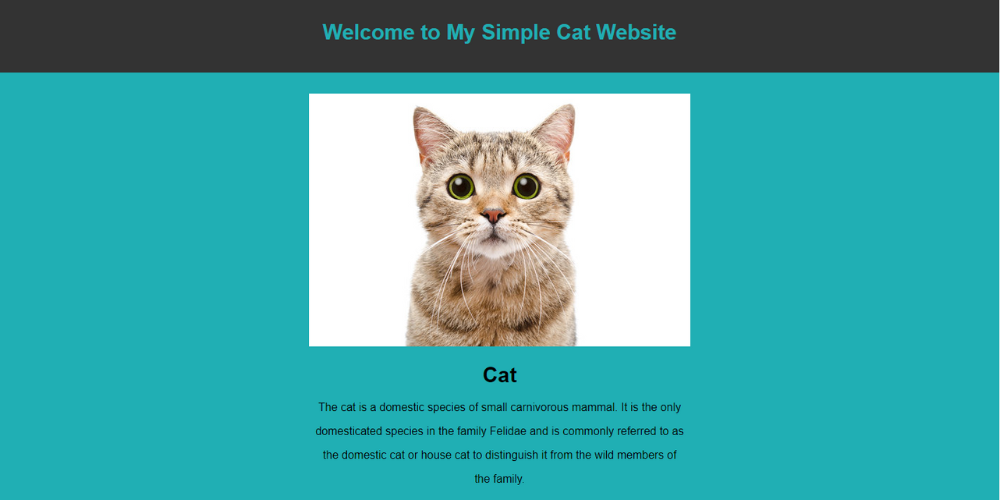 Welcome to My Simple Cat Website
Cat
The cat is a domestic species of small carnivorous mammal. It is the only
domesticated species in the family Felidae and is commonly referred to as
the domestic cat or house cat to distinguish it from the wild members of
the family.